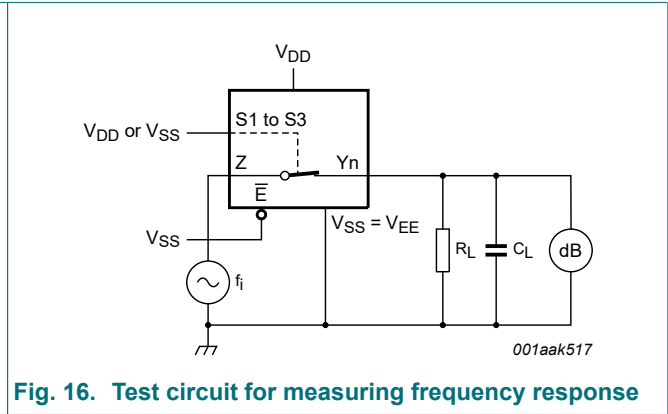 VDD
VDD or VSS
S1 to S3
Z
Yn
E
VSS
VSS = VEE
fi
RL
CL
dB
001aak517
Fig. 16. Test circuit for measuring frequency response